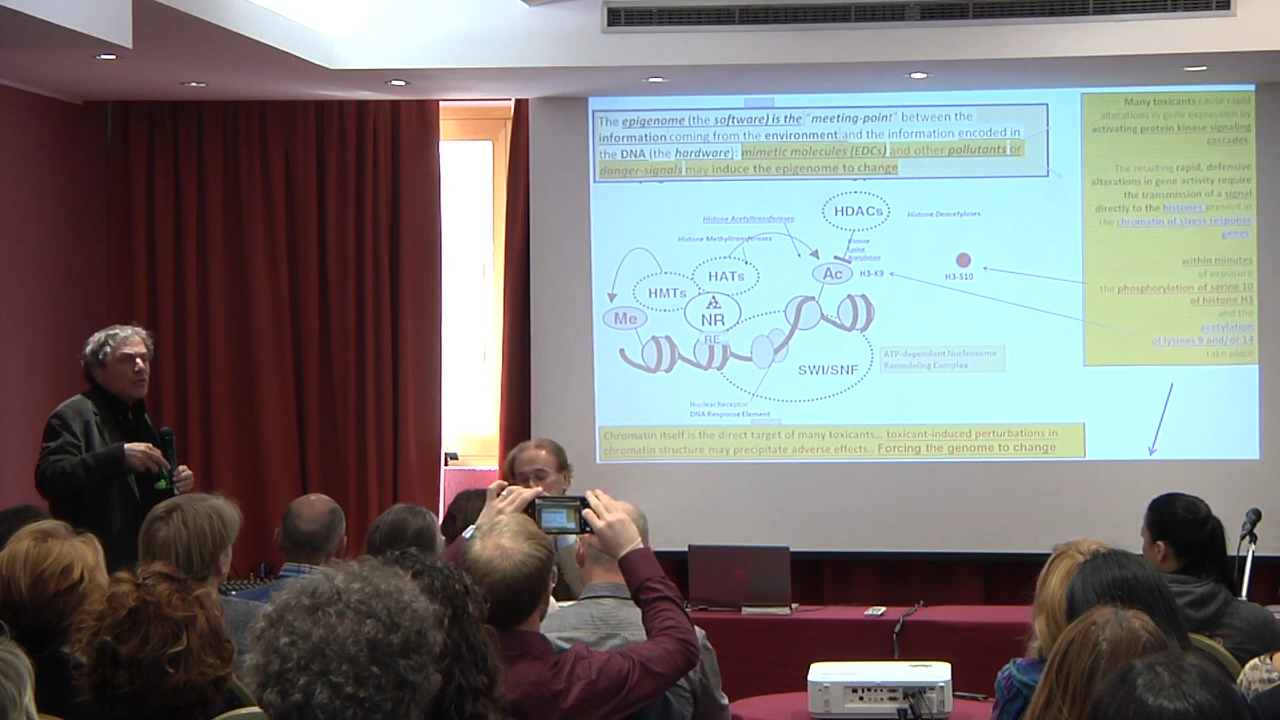 The epigenome (the software) is the "meeting-point" between the
information coming from the environment and the information encoded in
the DNA (the hardware): mimetic molecules (EDCs) and other pollutants or
danger-signals may induce the epigenome to change
Many toxicants cause rapid
alterations in gene expression by
activating protein kinase signaling
cascades.
The resulting rapid, defensive
alterations in gene activity require
the transmission of a signal
directly to the histones present in
the chromatin of stress response
genes:
within minutes
of exposure
the phosphorylation of serine 10
of histone H3
and the
acetylation
of lysines 9 and/or 14
take place
HDACs
Histone Deacetylases
Histone Acetyltransferases:
Histone Methyltransferases
Histone
Lysine
Acetylation
HATs
Ac
H3-K9
H3-S10
HMTs
NR
Me
RE
SWI/SNF
ATP-dependent Nucleosome
Remodeling Complex
Nuclear Receptor
DNA Response Element
Chromatin itself is the direct target of many toxicants... toxicant-induced perturbations in
chromatin structure may precipitate adverse effects.. Forcing the genome to change